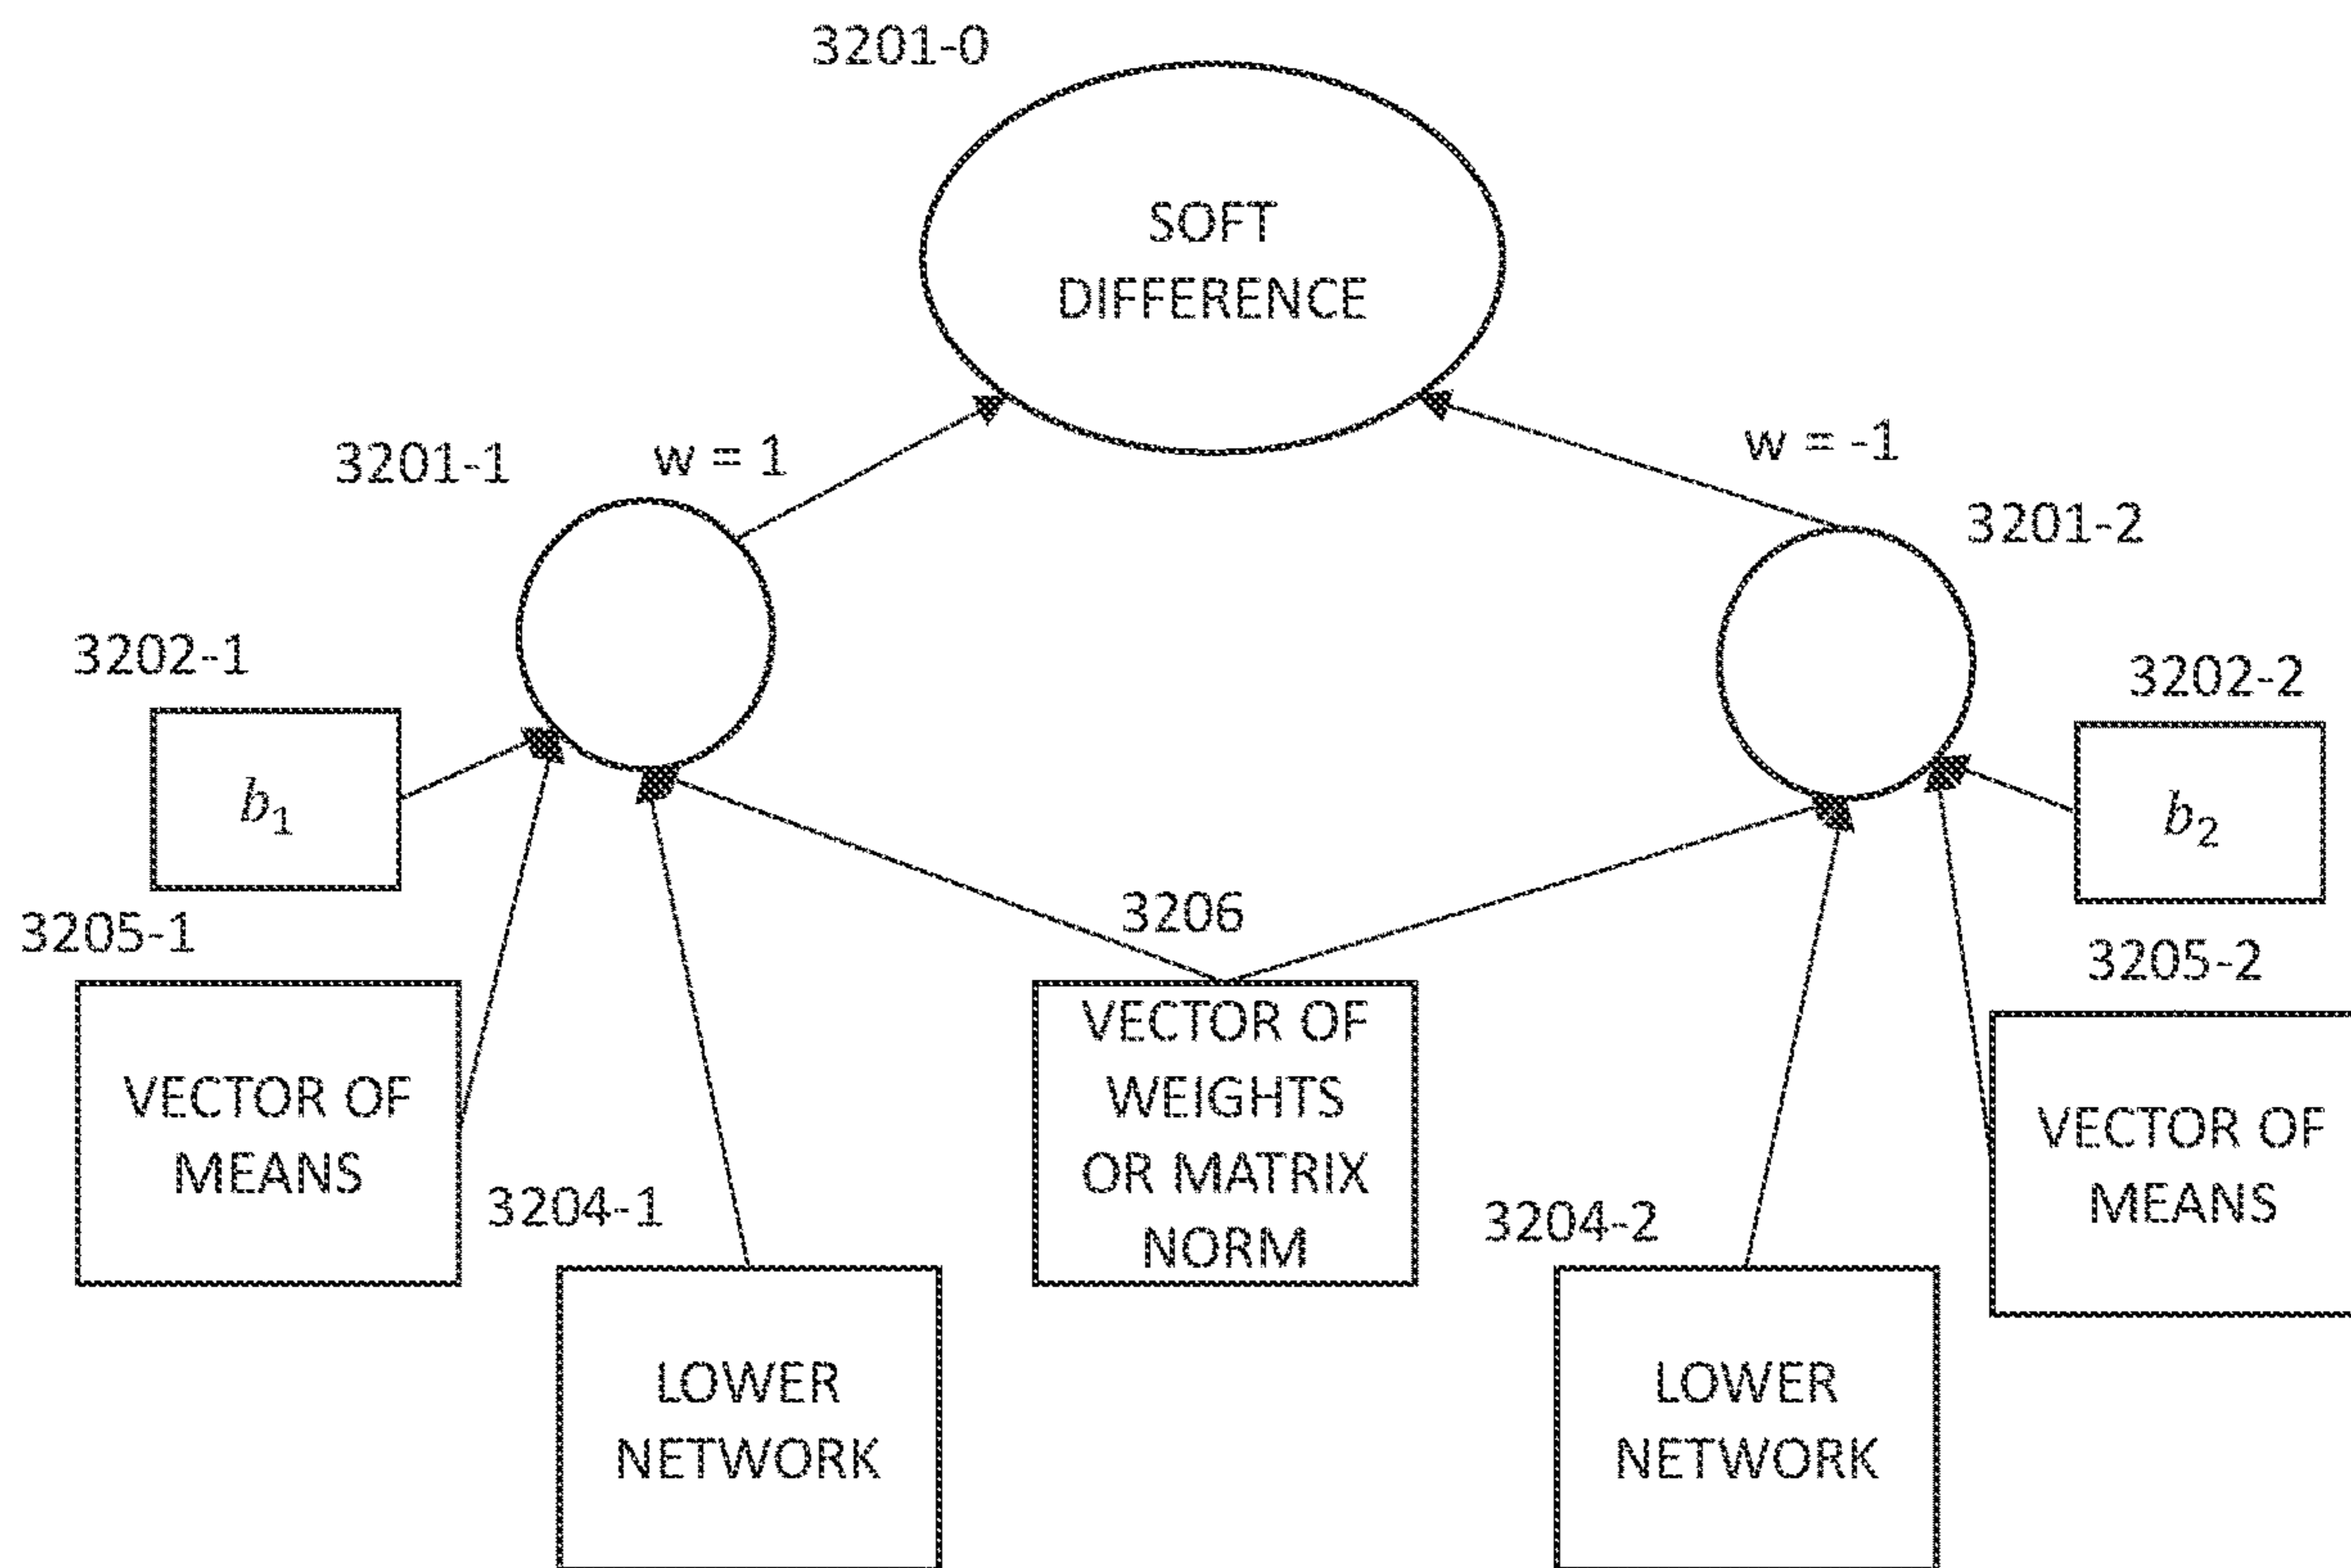 3201-0
SOFT
DIFFERENCE
3201-1
w = 1
w = -1
3201-2
3202-1
b₁
3202-2
b₂
3205-1
3206
3205-2
VECTOR OF
MEANS
VECTOR OF
WEIGHTS
OR MATRIX
NORM
VECTOR OF
MEANS
3204-1
3204-2
LOWER
NETWORK
LOWER
NETWORK